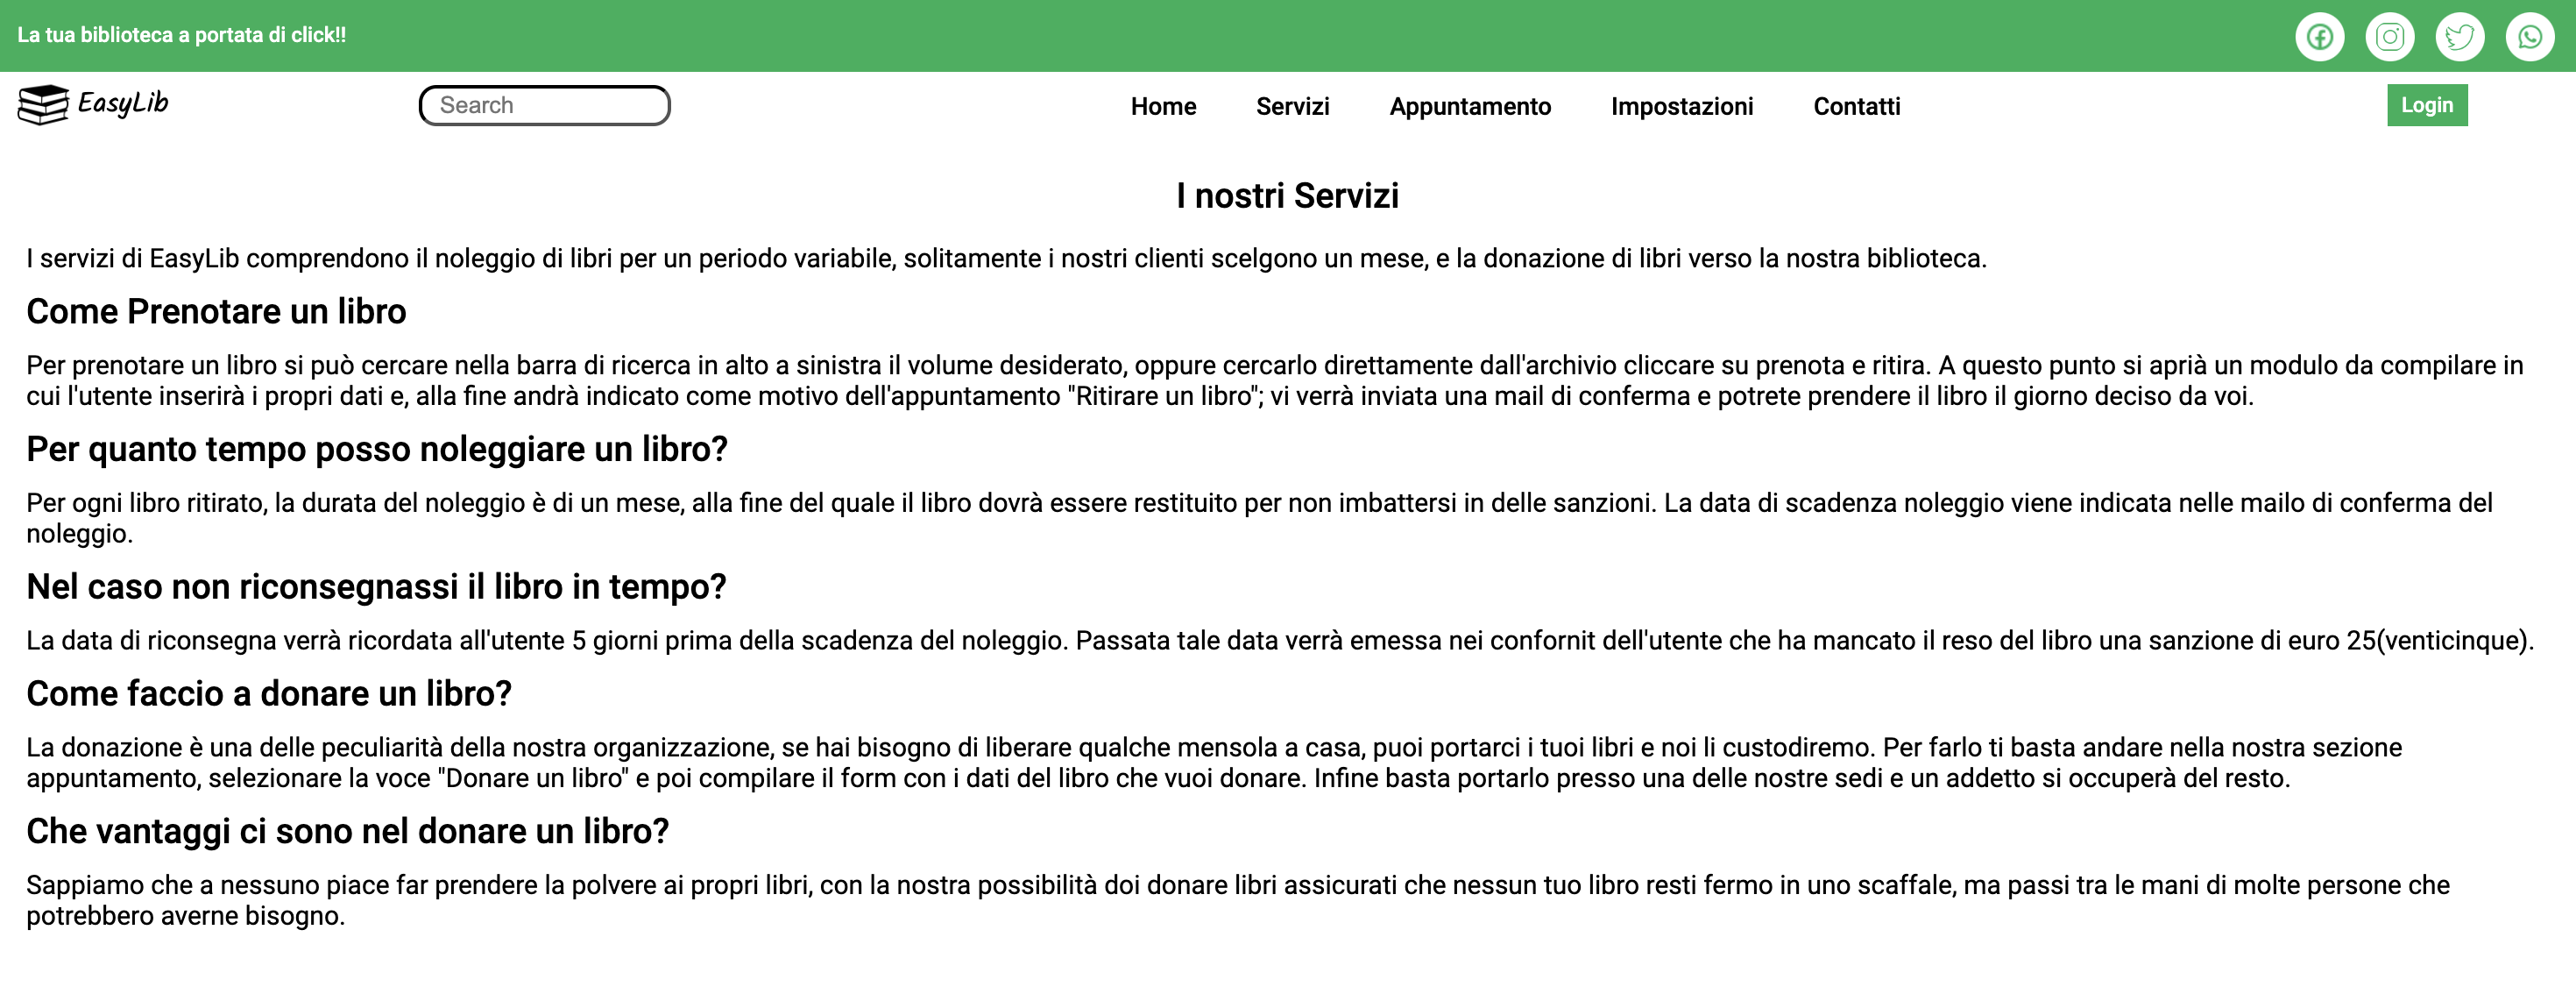 La tua biblioteca a portata di click!!
EasyLib
Search
Home Servizi Appuntamento Impostazioni Contatti
Login
I nostri Servizi
I servizi di EasyLib comprendono il noleggio di libri per un periodo variabile, solitamente i nostri clienti scelgono un mese, e la donazione di libri verso la nostra biblioteca.
Come Prenotare un libro
Per prenotare un libro si può cercare nella barra di ricerca in alto a sinistra il volume desiderato, oppure cercarlo direttamente dall'archivio cliccare su prenota e ritira. A questo punto si aprià un modulo da compilare in
cui l'utente inserirà i propri dati e, alla fine andrà indicato come motivo dell'appuntamento "Ritirare un libro"; vi verrà inviata una mail di conferma e potrete prendere il libro il giorno deciso da voi.
Per quanto tempo posso noleggiare un libro?
Per ogni libro ritirato, la durata del noleggio è di un mese, alla fine del quale il libro dovrà essere restituito per non imbattersi in delle sanzioni. La data di scadenza noleggio viene indicata nelle mailo di conferma del
noleggio.
Nel caso non riconsegnassi il libro in tempo?
La data di riconsegna verrà ricordata all'utente 5 giorni prima della scadenza del noleggio. Passata tale data verrà emessa nei confornit dell'utente che ha mancato il reso del libro una sanzione di euro 25(venticinque).
Come faccio a donare un libro?
La donazione è una delle peculiarità della nostra organizzazione, se hai bisogno di liberare qualche mensola a casa, puoi portarci i tuoi libri e noi li custodiremo. Per farlo ti basta andare nella nostra sezione
appuntamento, selezionare la voce "Donare un libro" e poi compilare il form con i dati del libro che vuoi donare. Infine basta portarlo presso una delle nostre sedi e un addetto si occuperà del resto.
Che vantaggi ci sono nel donare un libro?
Sappiamo che a nessuno piace far prendere la polvere ai propri libri, con la nostra possibilità doi donare libri assicurati che nessun tuo libro resti fermo in uno scaffale, ma passi tra le mani di molte persone che
potrebbero averne bisogno.